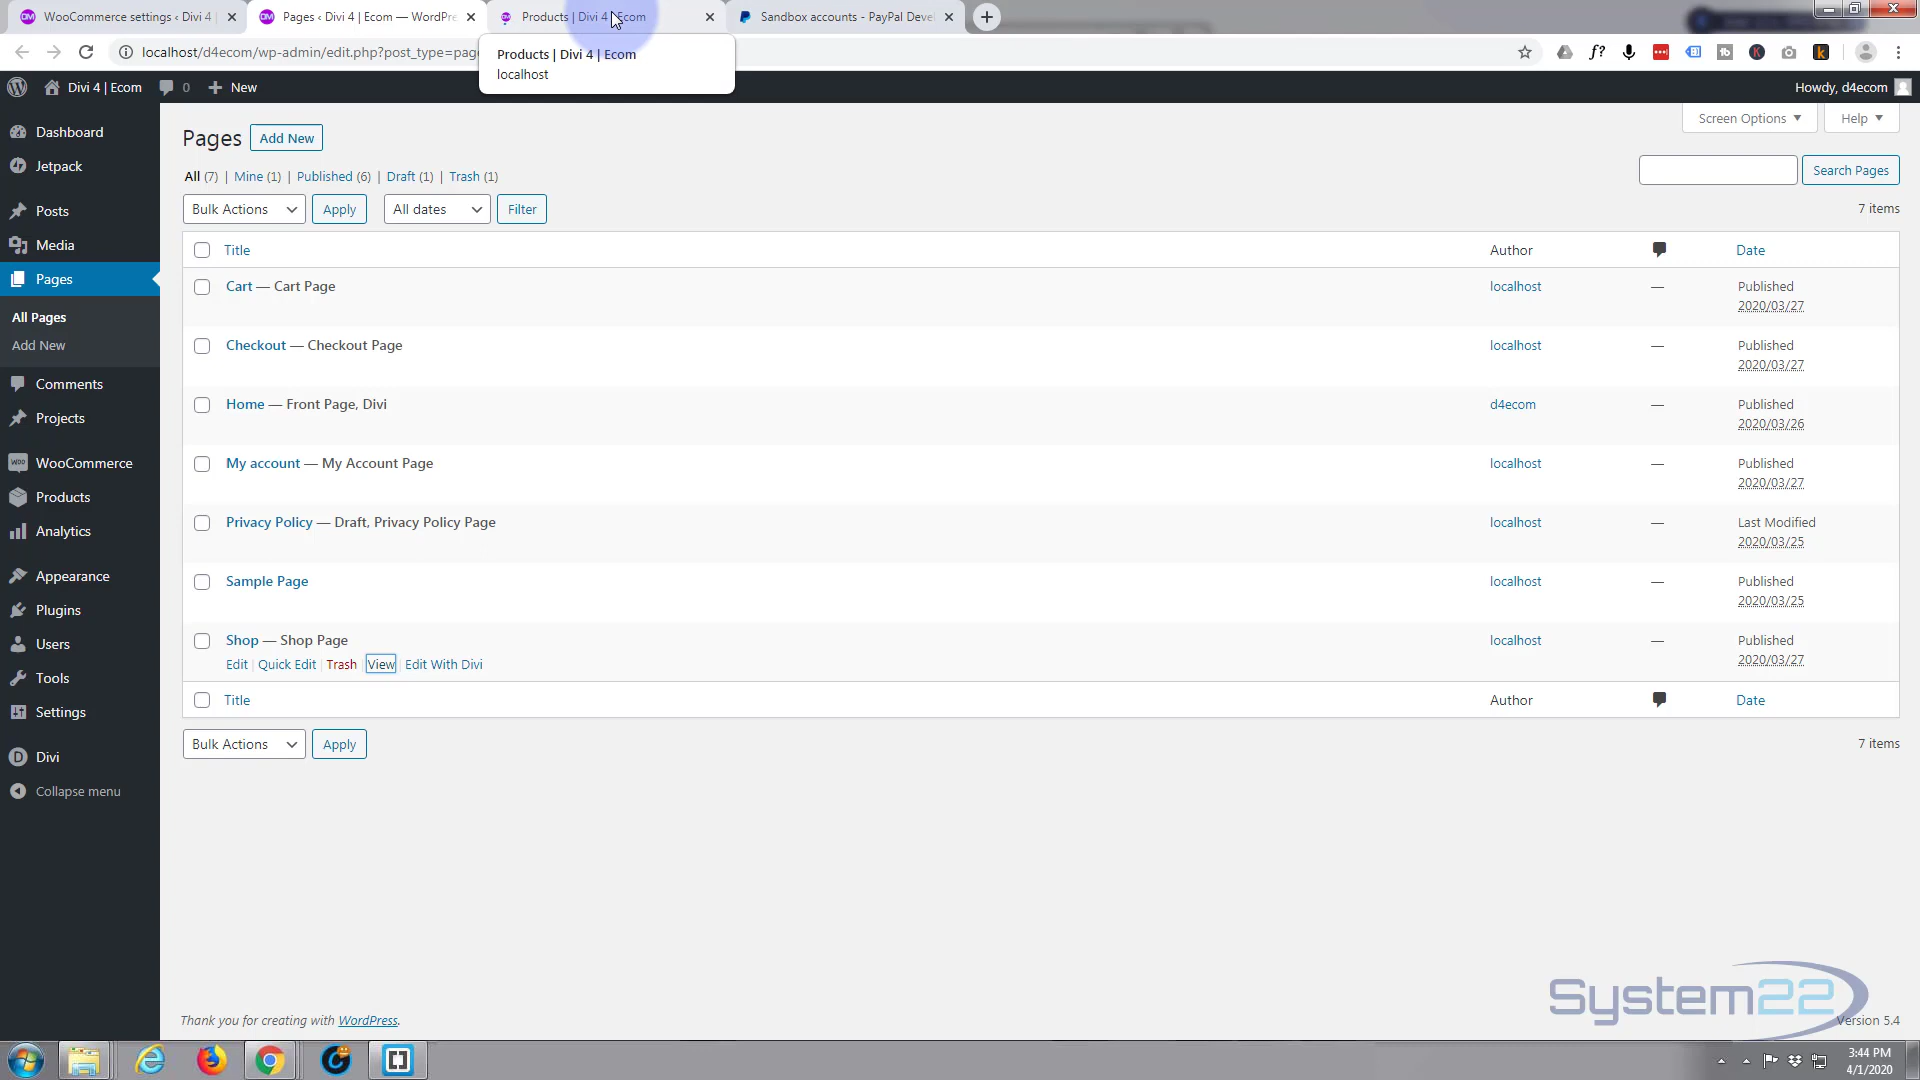 WooCommerce settings ‹ Divi 4 |
Pages ‹ Divi 4 | Ecom — WordPre
Products | Divi 4 | Ecom
Sandbox accounts - PayPal Devel
localhost/d4ecom/wp-admin/edit.php?post_type=page
Products | Divi 4 | Ecom
localhost
Divi 4 | Ecom
0
New
Howdy, d4ecom
Dashboard
Jetpack
Posts
Media
Pages
All Pages
Add New
Comments
Projects
WooCommerce
Products
Analytics
Appearance
Plugins
Users
Tools
Settings
Divi
Collapse menu
Pages
Add New
Screen Options
Help
All (7) | Mine (1) | Published (6) | Draft (1) | Trash (1)
Search Pages
Bulk Actions
Apply
All dates
Filter
7 items
Title
Author
Date
Cart — Cart Page
localhost
—
Published
2020/03/27
Checkout — Checkout Page
localhost
—
Published
2020/03/27
Home — Front Page, Divi
d4ecom
—
Published
2020/03/26
My account — My Account Page
localhost
—
Published
2020/03/27
Privacy Policy — Draft, Privacy Policy Page
localhost
—
Last Modified
2020/03/25
Sample Page
localhost
—
Published
2020/03/25
Shop — Shop Page
localhost
—
Published
2020/03/27
Edit | Quick Edit | Trash | View | Edit With Divi
Title
Author
Date
Bulk Actions
Apply
7 items
System22
Thank you for creating with WordPress.
Version 5.4
3:44 PM
4/1/2020